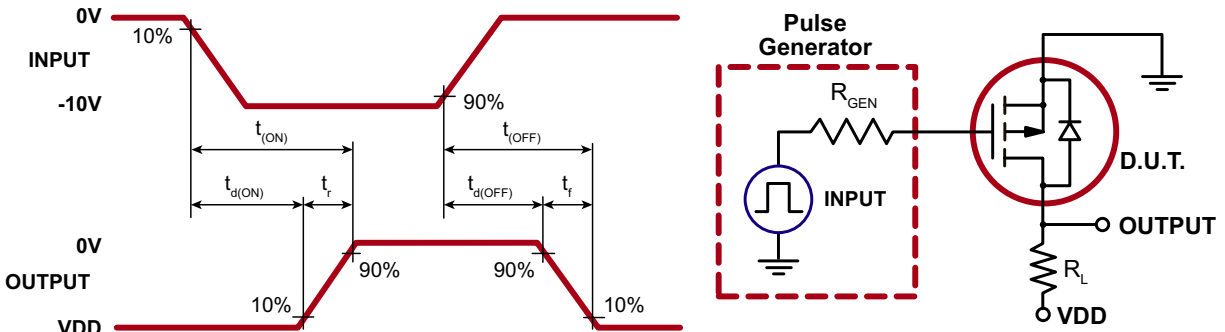 0V
10%
INPUT
-10V
90%
t(ON)
t(OFF)
td(ON)
tr
td(OFF)
tf
0V
OUTPUT
90%
90%
10%
10%
VDD
Pulse
Generator
RGEN
INPUT
D.U.T.
OUTPUT
RL
VDD